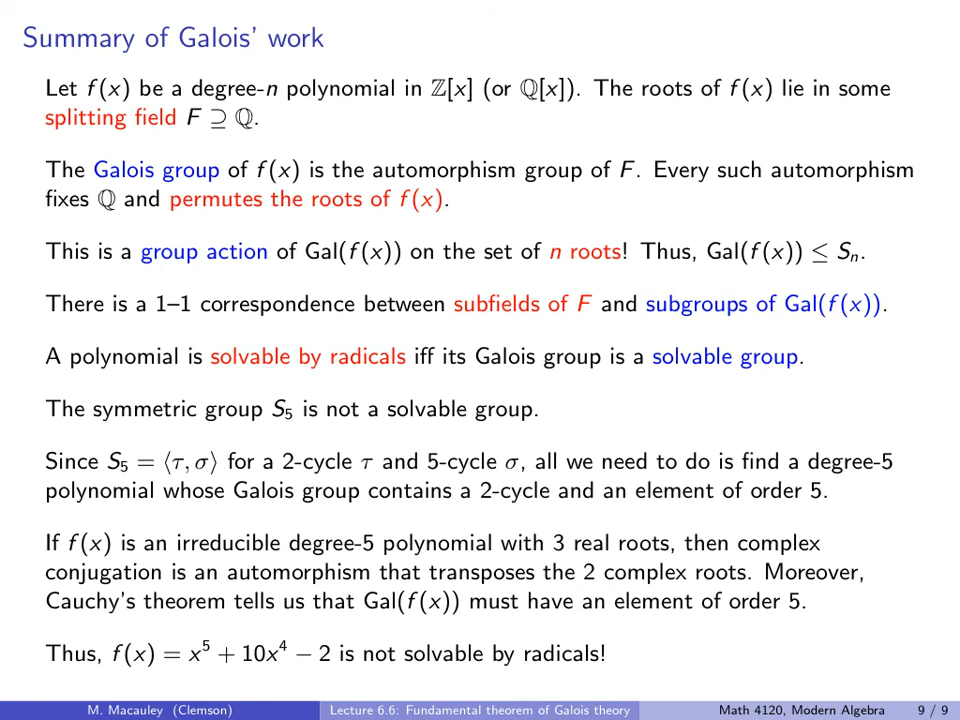 Summary of Galois' work
Let f(x) be a degree-n polynomial in ℤ[x] (or ℚ[x]). The roots of f(x) lie in some
splitting field F ⊇ ℚ.
The Galois group of f(x) is the automorphism group of F. Every such automorphism
fixes ℚ and permutes the roots of f(x).
This is a group action of Gal(f(x)) on the set of n roots! Thus, Gal(f(x)) ≤ Sₙ.
There is a 1–1 correspondence between subfields of F and subgroups of Gal(f(x)).
A polynomial is solvable by radicals iff its Galois group is a solvable group.
The symmetric group S₅ is not a solvable group.
Since S₅ = ⟨τ, σ⟩ for a 2-cycle τ and 5-cycle σ, all we need to do is find a degree-5
polynomial whose Galois group contains a 2-cycle and an element of order 5.
If f(x) is an irreducible degree-5 polynomial with 3 real roots, then complex
conjugation is an automorphism that transposes the 2 complex roots. Moreover,
Cauchy's theorem tells us that Gal(f(x)) must have an element of order 5.
Thus, f(x) = x⁵ + 10x⁴ − 2 is not solvable by radicals!
M. Macauley (Clemson) Lecture 6.6: Fundamental theorem of Galois theory Math 4120, Modern Algebra 9 / 9